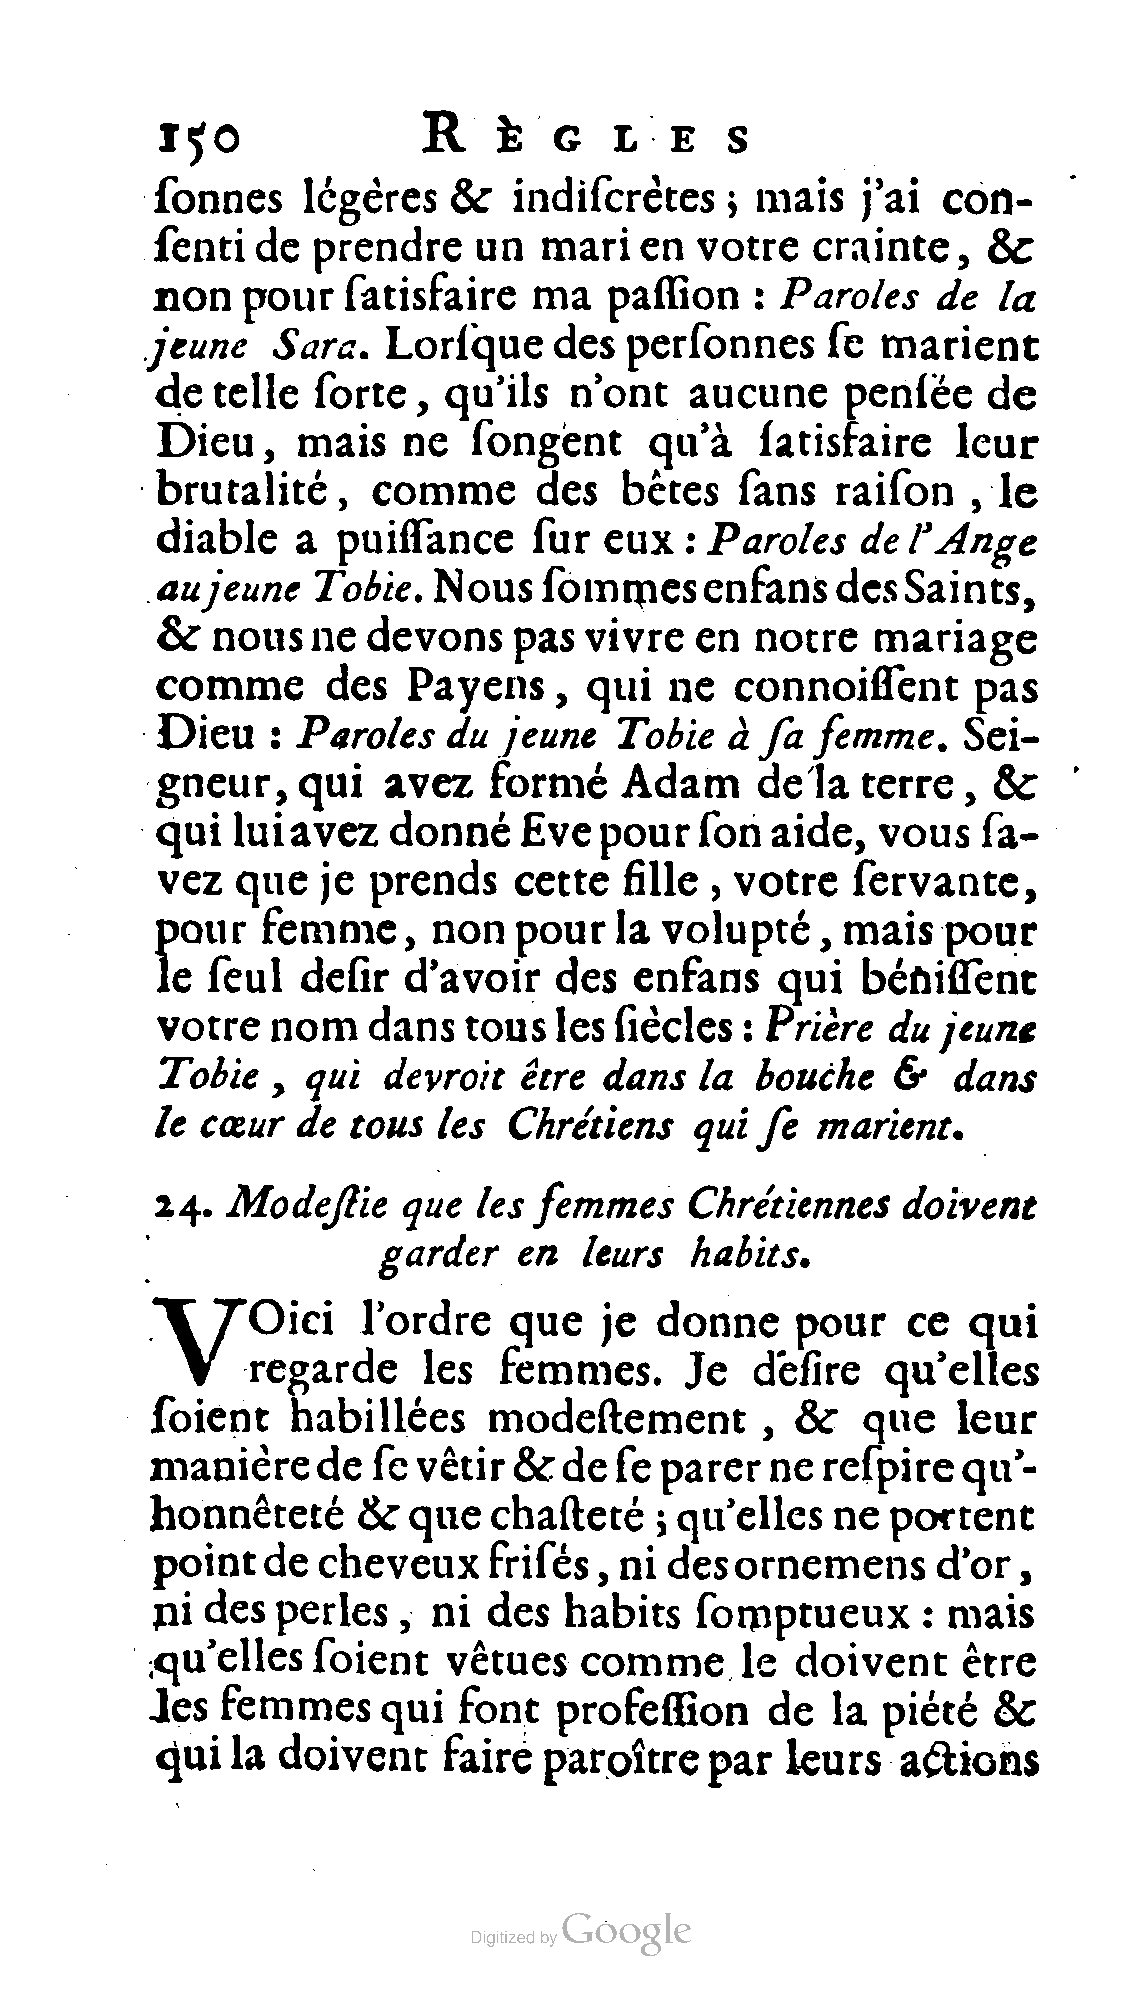 150 RÈGLES
ſonnes légères & indiſcrètes ; mais j'ai con-
ſenti de prendre un mari en votre crainte, &
non pour ſatisfaire ma paſſion : Paroles de la
jeune Sara. Lorſque des perſonnes ſe marient
de telle ſorte, qu'ils n'ont aucune penſée de
Dieu, mais ne ſongent qu'à ſatisfaire leur
brutalité, comme des bêtes ſans raiſon, le
diable a puiſſance ſur eux : Paroles de l'Ange
au jeune Tobie. Nous ſommes enfans des Saints,
& nous ne devons pas vivre en notre mariage
comme des Payens, qui ne connoiſſent pas
Dieu : Paroles du jeune Tobie à ſa femme. Sei-
gneur, qui avez formé Adam de la terre, &
qui lui avez donné Eve pour ſon aide, vous ſa-
vez que je prends cette fille, votre ſervante,
pour femme, non pour la volupté, mais pour
le ſeul deſir d'avoir des enfans qui béniſſent
votre nom dans tous les ſiècles : Prière du jeune
Tobie, qui devroit être dans la bouche & dans
le cœur de tous les Chrétiens qui ſe marient.
24. Modeſtie que les femmes Chrétiennes doivent
garder en leurs habits.
VOici l'ordre que je donne pour ce qui
regarde les femmes. Je déſire qu'elles
ſoient habillées modeſtement, & que leur
manière de ſe vêtir & de ſe parer ne reſpire qu'-
honnêteté & que chaſteté ; qu'elles ne portent
point de cheveux friſés, ni des ornemens d'or,
ni des perles, ni des habits ſomptueux : mais
qu'elles ſoient vêtues comme le doivent être
les femmes qui font profeſſion de la piété &
qui la doivent faire paroître par leurs actions
Digitized by Google